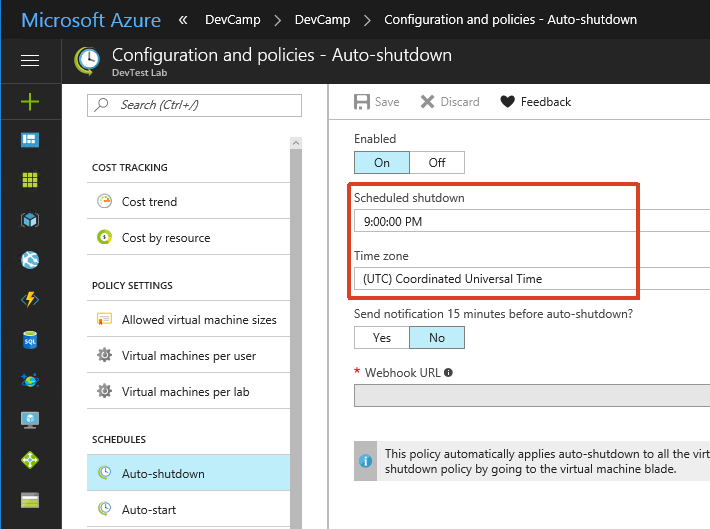 Microsoft Azure « DevCamp > DevCamp > Configuration and policies - Auto-shutdown
Configuration and policies - Auto-shutdown
DevTest Lab
Search (Ctrl+/)
COST TRACKING
Cost trend
Cost by resource
POLICY SETTINGS
Allowed virtual machine sizes
Virtual machines per user
Virtual machines per lab
SCHEDULES
Auto-shutdown
Auto-start
Save Discard Feedback
Enabled
On Off
Scheduled shutdown
9:00:00 PM
Time zone
(UTC) Coordinated Universal Time
Send notification 15 minutes before auto-shutdown?
Yes No
* Webhook URL
This policy automatically applies auto-shutdown to all the virt
shutdown policy by going to the virtual machine blade.
SQL